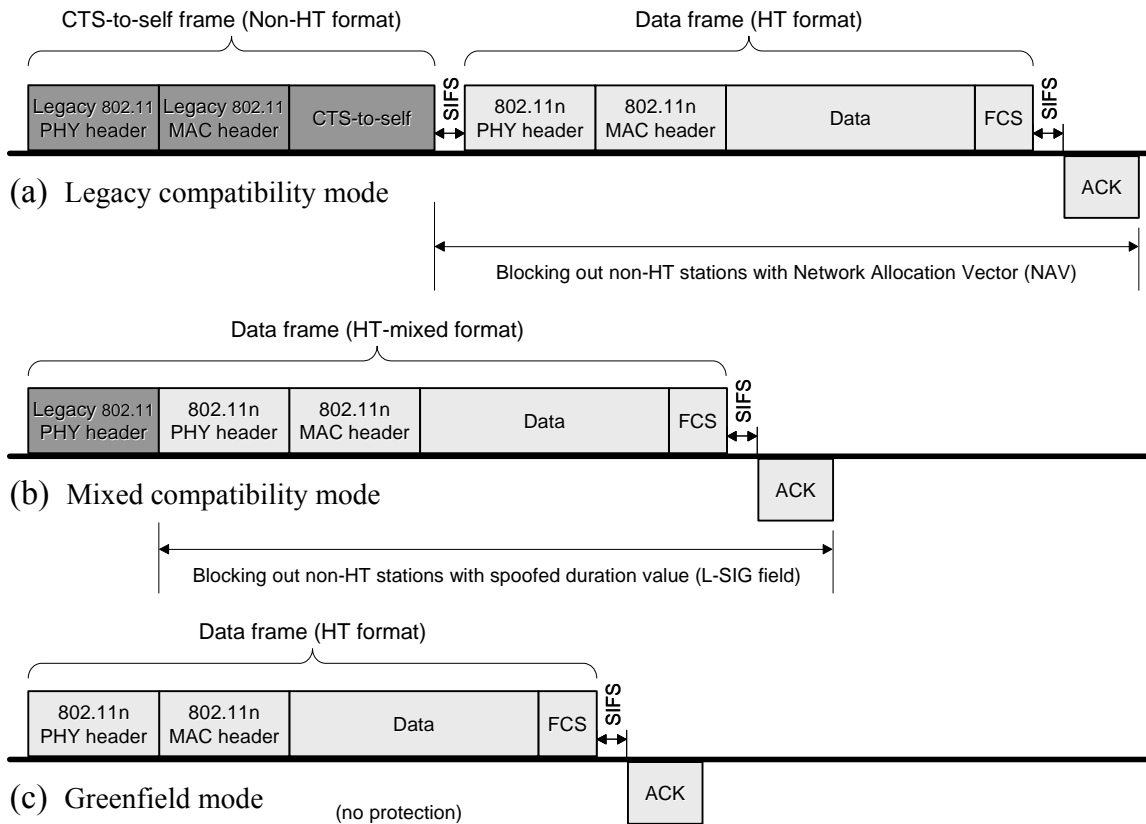 CTS-to-self frame (Non-HT format)
Data frame (HT format)
Legacy 802.11
PHY header
Legacy 802.11
MAC header
CTS-to-self
SIFS
802.11n
PHY header
802.11n
MAC header
Data
FCS
SIFS
ACK
(a) Legacy compatibility mode
Blocking out non-HT stations with Network Allocation Vector (NAV)
Data frame (HT-mixed format)
Legacy 802.11
PHY header
802.11n
PHY header
802.11n
MAC header
Data
FCS
SIFS
ACK
(b) Mixed compatibility mode
Blocking out non-HT stations with spoofed duration value (L-SIG field)
Data frame (HT format)
802.11n
PHY header
802.11n
MAC header
Data
FCS
SIFS
ACK
(c) Greenfield mode
(no protection)